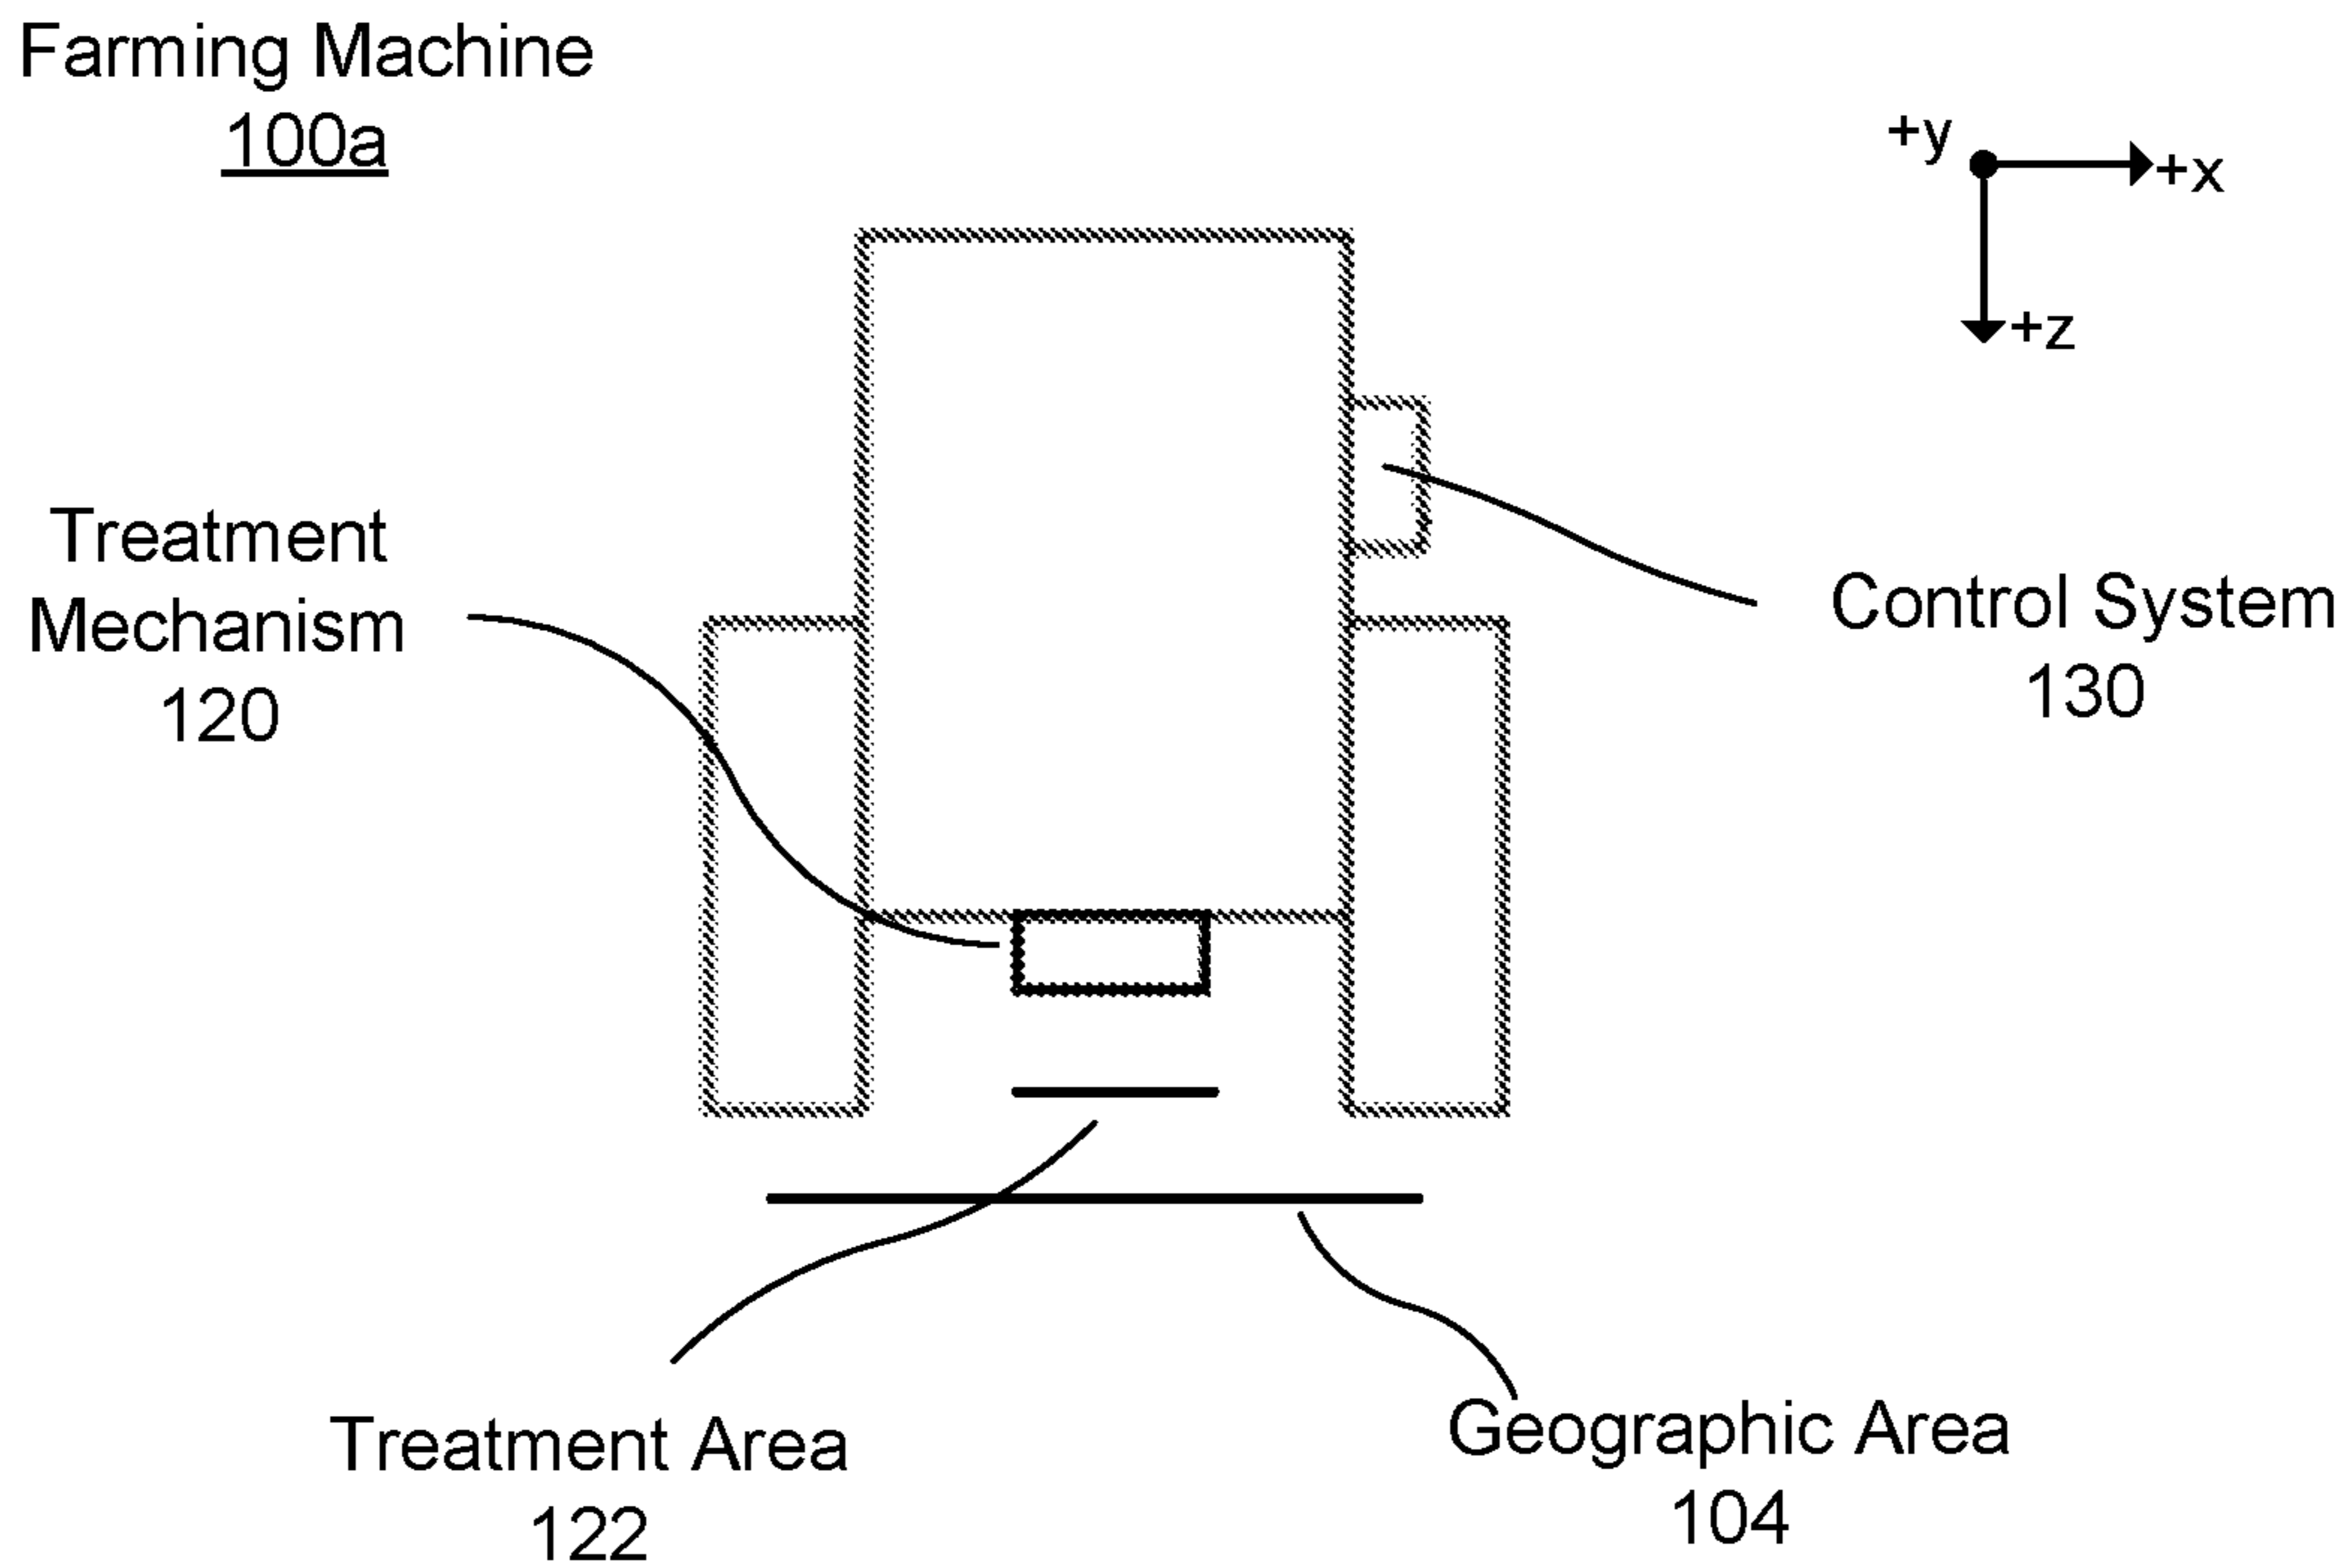 Farming Machine
100a
+y
+x
+z
Treatment
Mechanism
120
Control System
130
Treatment Area
122
Geographic Area
104